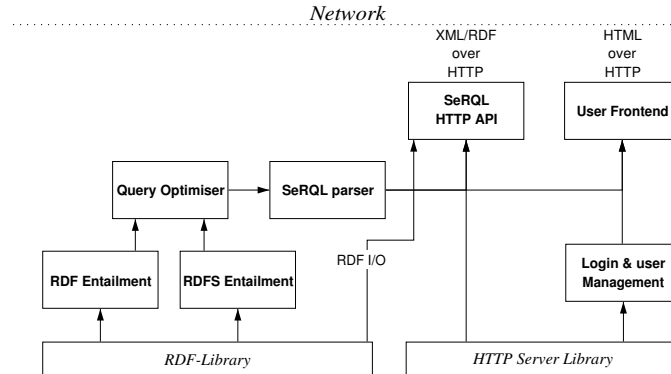 Network
XML/RDF
over
HTTP
HTML
over
HTTP
SeRQL
HTTP API
User Frontend
Query Optimiser
SeRQL parser
RDF I/O
RDF Entailment
RDFS Entailment
Login & user
Management
RDF-Library
HTTP Server Library